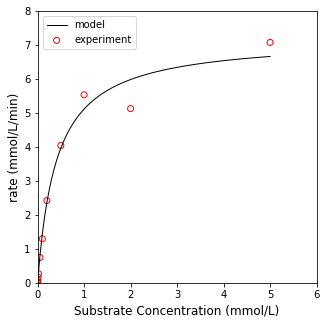 model
experiment
rate (mmol/L/min)
8
7
6
5
4
3
2
1
0
0 1 2 3 4 5 6
Substrate Concentration (mmol/L)